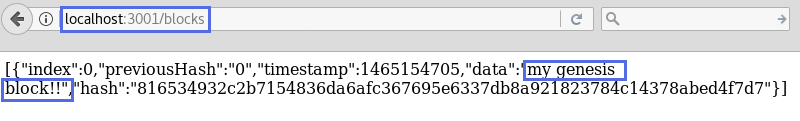 localhost:3001/blocks
[{"index":0,"previousHash":"0","timestamp":1465154705,"data":"my genesis
block!!","hash":"816534932c2b7154836da6afc367695e6337db8a921823784c14378abed4f7d7"}]